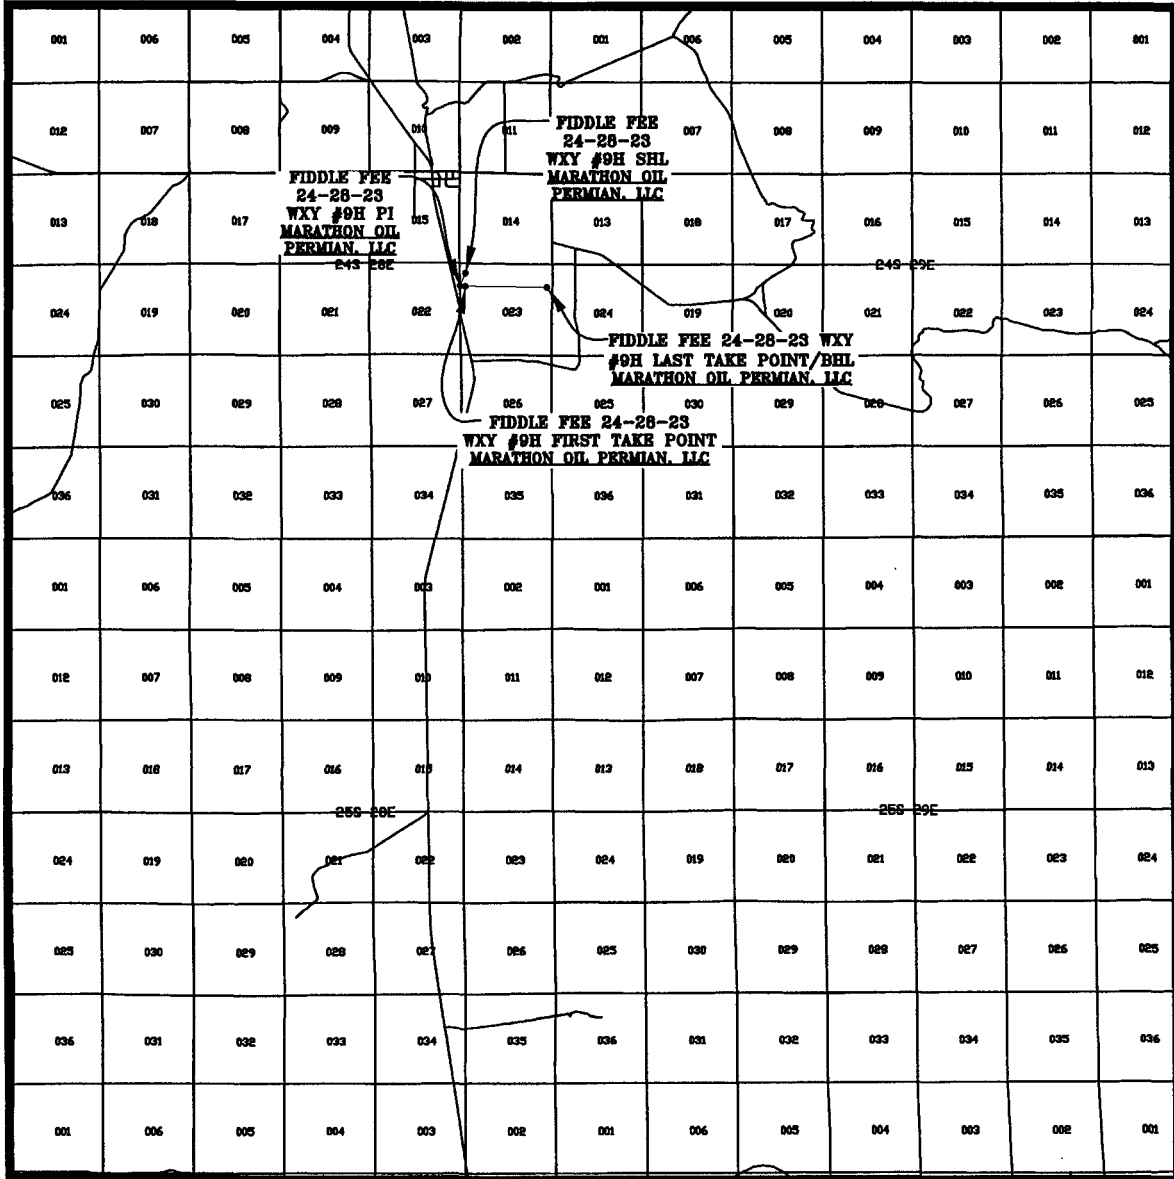 001 006 005 004 003 002 001 006 005 004 003 002 001
012 007 008 009 010 011 007 008 009 010 011 012
FIDDLE FEE
24-28-23
WXY #9H SHL
MARATHON OIL
PERMIAN, LLC
FIDDLE FEE
24-28-23
WXY #9H PI
MARATHON OIL
PERMIAN, LLC
013 018 017 015 014 013 018 017 016 015 014 013
24S 28E 24S 29E
024 019 020 021 022 023 024 019 020 021 022 023 024
FIDDLE FEE 24-28-23 WXY
#9H LAST TAKE POINT/BHL
MARATHON OIL PERMIAN, LLC
025 030 029 028 027 026 025 030 029 028 027 026 025
FIDDLE FEE 24-28-23
WXY #9H FIRST TAKE POINT
MARATHON OIL PERMIAN, LLC
036 031 032 033 034 035 036 031 032 033 034 035 036
001 006 005 004 003 002 001 006 005 004 003 002 001
012 007 008 009 010 011 012 007 008 009 010 011 012
013 018 017 016 015 014 013 018 017 016 015 014 013
25S 28E 25S 29E
024 019 020 021 022 023 024 019 020 021 022 023 024
025 030 029 028 027 026 025 030 029 028 027 026 025
036 031 032 033 034 035 036 031 032 033 034 035 036
001 006 005 004 003 002 001 006 005 004 003 002 001